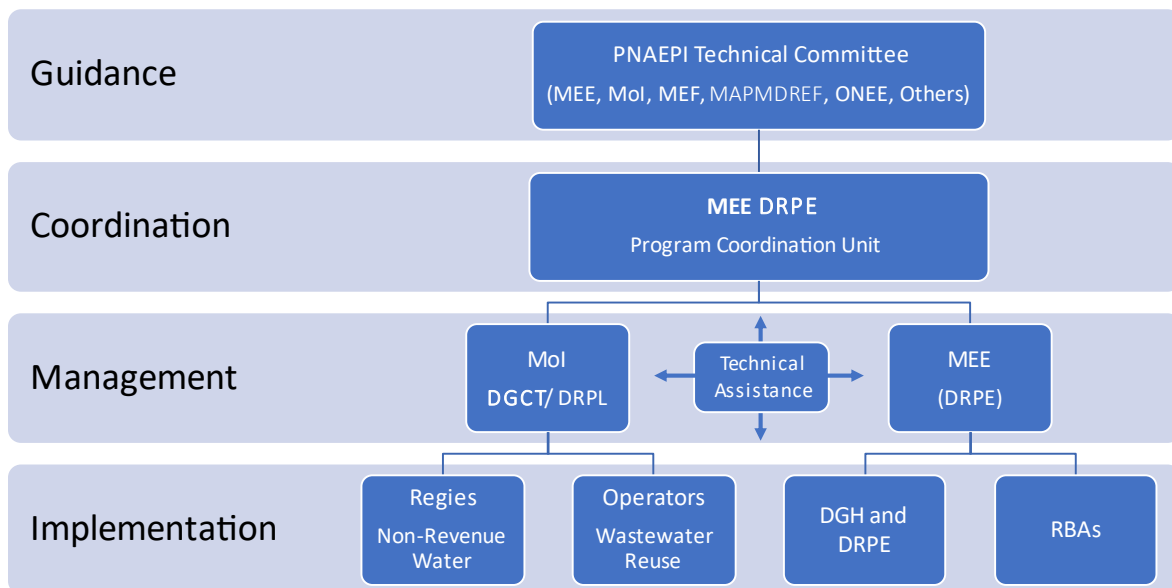 Guidance
PNAEPI Technical Committee
(MEE, MoI, MEF, MAPMDREF, ONEE, Others)
Coordination
MEE DRPE
Program Coordination Unit
Management
MoI
DGCT/ DRPL
Technical
Assistance
MEE
(DRPE)
Implementation
Regies
Non-Revenue
Water
Operators
Wastewater
Reuse
DGH and
DRPE
RBAs